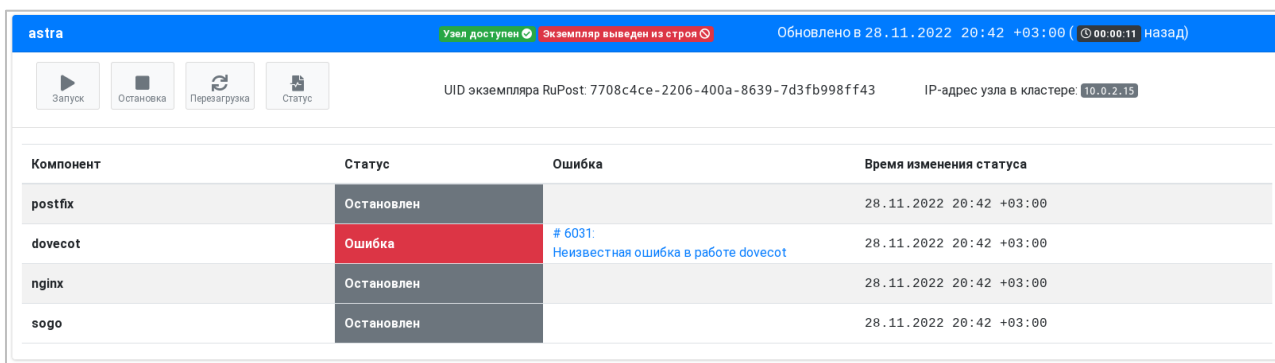 astra Узел доступен Экземпляр выведен из строя Обновлено в 28.11.2022 20:42 +03:00 ( 00:00:11 назад)
Запуск Остановка Перезагрузка Статус UID экземпляра RuPost: 7708c4ce-2206-400a-8639-7d3fb998ff43 IP-адрес узла в кластере: 10.0.2.15
Компонент Статус Ошибка Время изменения статуса
postfix Остановлен 28.11.2022 20:42 +03:00
dovecot Ошибка # 6031: 28.11.2022 20:42 +03:00
Неизвестная ошибка в работе dovecot
nginx Остановлен 28.11.2022 20:42 +03:00
sogo Остановлен 28.11.2022 20:42 +03:00